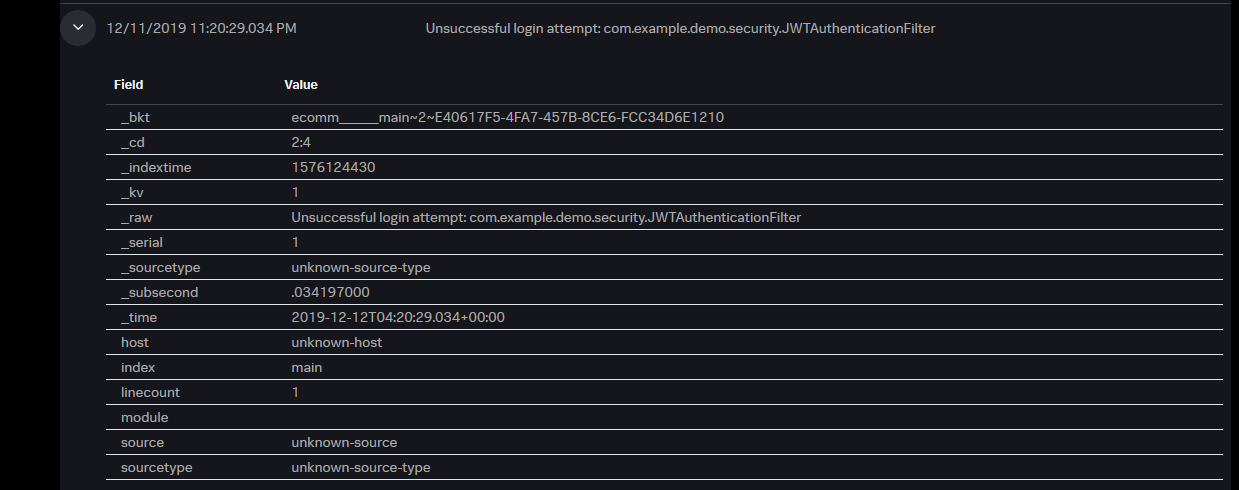 12/11/2019 11:20:29.034 PM Unsuccessful login attempt: com.example.demo.security.JWTAuthenticationFilter
Field Value
_bkt ecomm______main~2~E40617F5-4FA7-457B-8CE6-FCC34D6E1210
_cd 2:4
_indextime 1576124430
_kv 1
_raw Unsuccessful login attempt: com.example.demo.security.JWTAuthenticationFilter
_serial 1
_sourcetype unknown-source-type
_subsecond .034197000
_time 2019-12-12T04:20:29.034+00:00
host unknown-host
index main
linecount 1
module
source unknown-source
sourcetype unknown-source-type